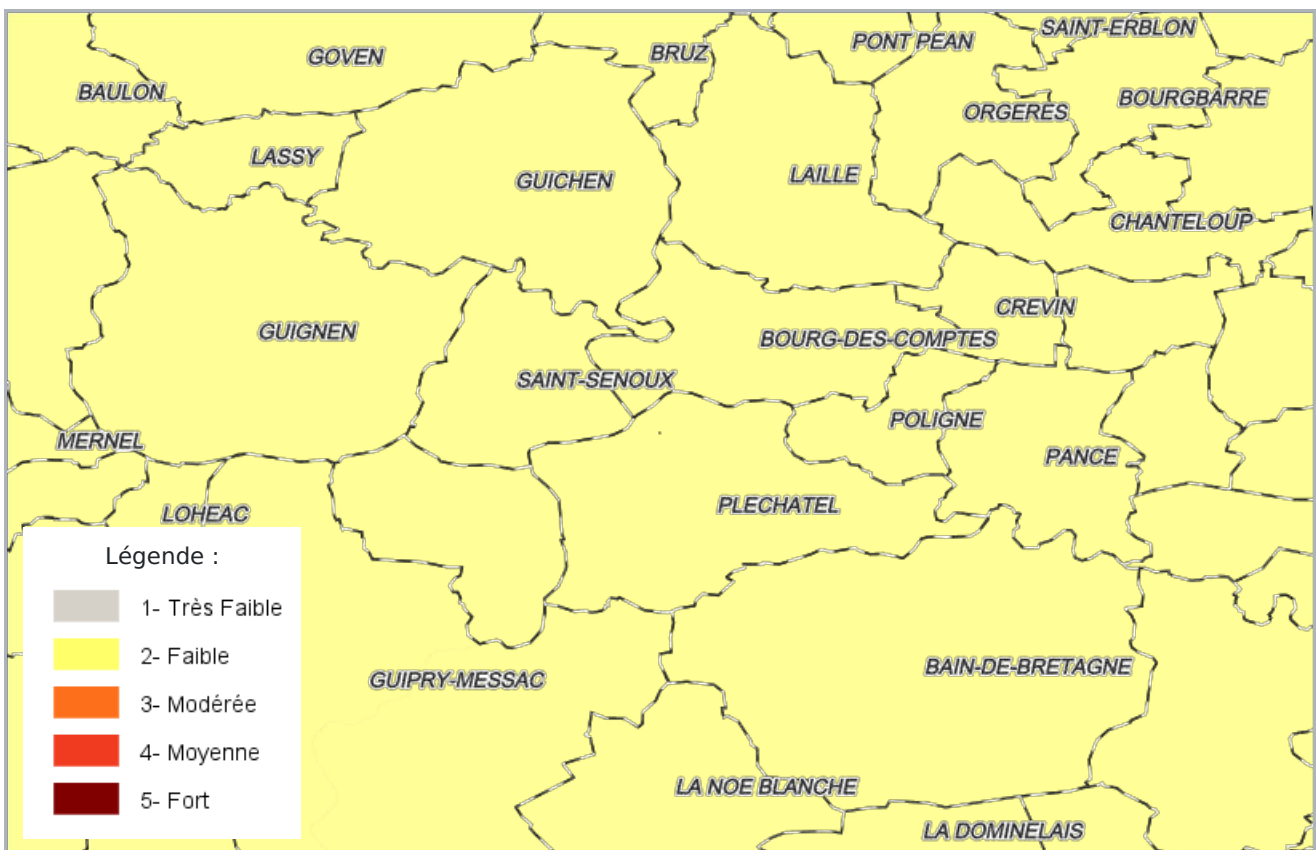 SAINT-ERBLON
PONT PEAN
GOVEN
BRUZ
BAULON
BOURGBARRE
ORGERES
LASSY
GUICHEN
LAILLE
CHANTELOUP
CREVIN
GUIGNEN
BOURG-DES-COMPTES
SAINT-SENOUX
POLIGNE
MERNEL
PANCE
PLECHATEL
LOHEAC
Légende :
1- Très Faible
2- Faible
3- Modérée
4- Moyenne
5- Fort
BAIN-DE-BRETAGNE
GUIPRY-MESSAC
LA NOE BLANCHE
LA DOMINELAIS